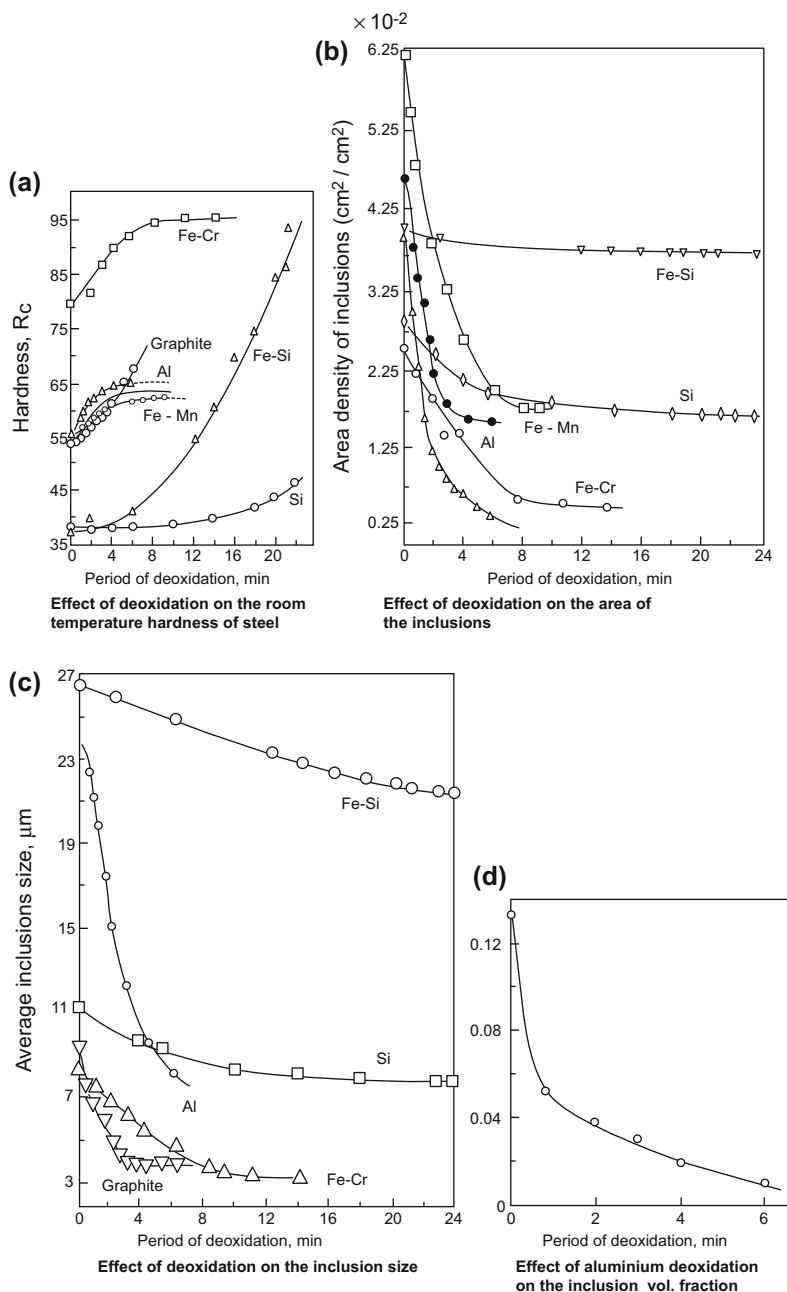 (a)
Hardness, RC
95
85
75
65
55
45
35
Fe-Cr
Graphite
Al
Fe-Si
Fe - Mn
Si
0 4 8 12 16 20
Period of deoxidation, min
Effect of deoxidation on the room
temperature hardness of steel
(b)
× 10-2
Area density of inclusions (cm2 / cm2)
6.25
5.25
4.25
3.25
2.25
1.25
0.25
Fe-Si
Si
Fe - Mn
Al
Fe-Cr
0 4 8 12 16 20 24
Period of deoxidation, min
Effect of deoxidation on the area of
the inclusions
(c)
Average inclusions size, μm
27
23
19
15
11
7
3
Fe-Si
Si
Al
Fe-Cr
Graphite
0 4 8 12 16 20 24
Period of deoxidation, min
Effect of deoxidation on the inclusion size
(d)
0.12
0.08
0.04
0
0 2 4 6
Period of deoxidation, min
Effect of aluminium deoxidation
on the inclusion vol. fraction